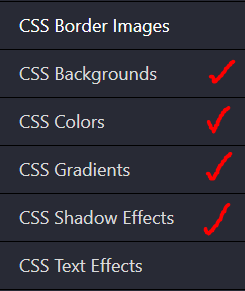 CSS Border Images
CSS Backgrounds
CSS Colors
CSS Gradients
CSS Shadow Effects
CSS Text Effects